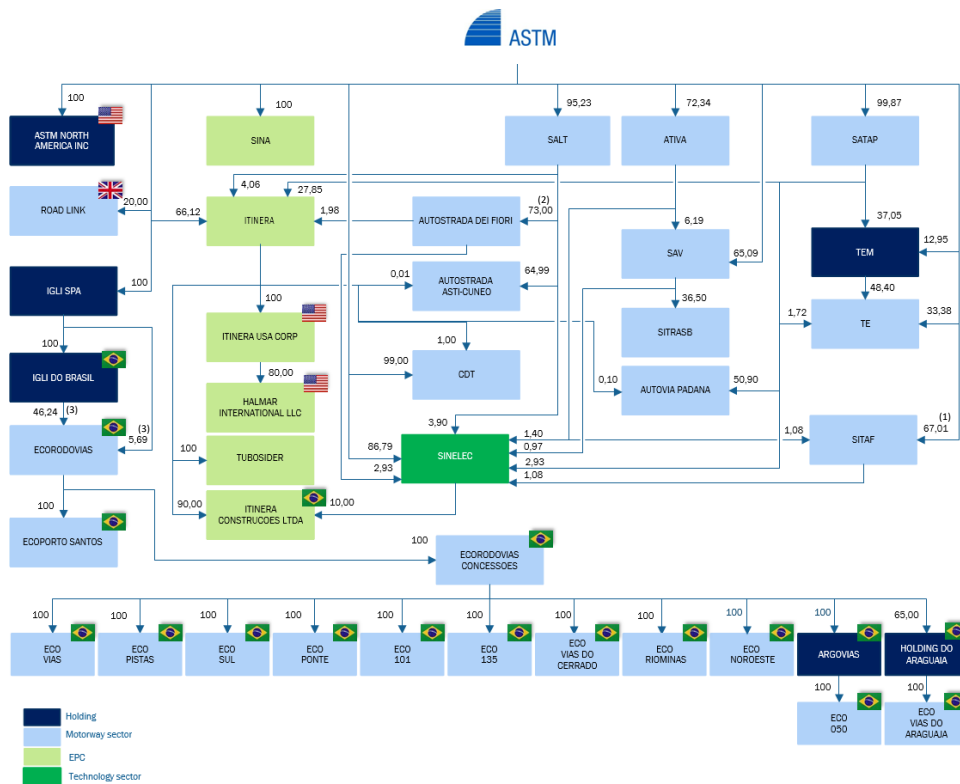 ASTM
100
100
95,23
72,34
99,87
ASTM NORTH
AMERICA INC
SINA
SALT
ATIVA
SATAP
4,06
27,85
ROAD LINK
20,00
66,12
ITINERA
1,98
AUTOSTRADA DEI FIORI
(2)
73,00
6,19
37,05
SAV
65,09
TEM
12,95
IGLI SPA
100
0,01
AUTOSTRADA
ASTI-CUNEO
64,99
100
36,50
48,40
ITINERA USA CORP
SITRASB
1,72
TE
33,38
100
1,00
IGLI DO BRASIL
80,00
99,00
CDT
0,10
AUTOVIA PADANA
50,90
HALMAR
INTERNATIONAL LLC
46,24
(3)
(3)
5,69
3,90
(1)
67,01
ECORODOVIAS
100
TUBOSIDER
86,79
2,93
SINELEC
1,40
0,97
2,93
1,08
1,08
SITAF
100
90,00
ITINERA
CONSTRUCOES LTDA
10,00
ECOPORTO SANTOS
100
ECORODOVIAS
CONCESSOES
100
100
100
100
100
100
100
100
100
100
65,00
ECO
VIAS
ECO
PISTAS
ECO
SUL
ECO
PONTE
ECO
101
ECO
135
ECO
VIAS DO
CERRADO
ECO
RIOMINAS
ECO
NOROESTE
ARGOVIAS
HOLDING DO
ARAGUAIA
100
100
ECO
050
ECO
VIAS DO
ARAGUAJA
Holding
Motorway sector
EPC
Technology sector